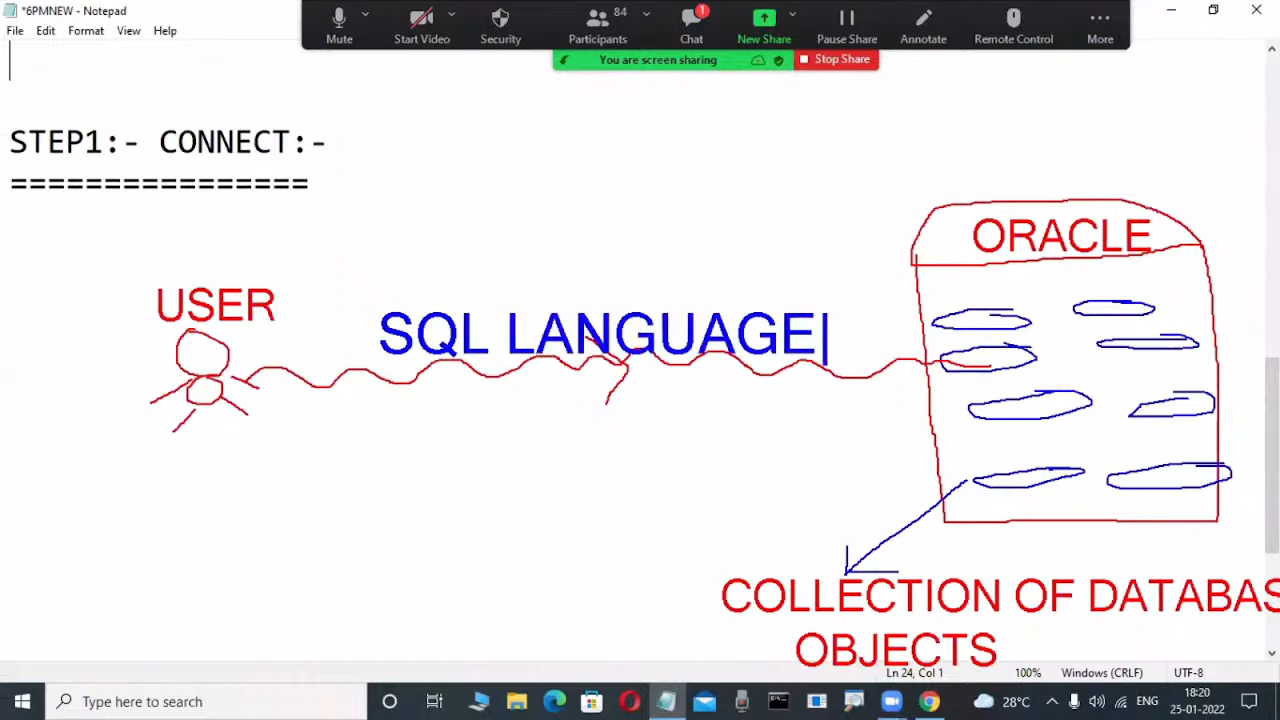 *6PMNEW - Notepad
File Edit Format View Help
84
1
Mute Start Video Security Participants Chat New Share Pause Share Annotate Remote Control More
You are screen sharing Stop Share
STEP1:- CONNECT:-
================
ORACLE
USER
SQL LANGUAGE
COLLECTION OF DATABAS
OBJECTS
Ln 24, Col 1 100% Windows (CRLF) UTF-8
Type here to search
28°C ENG
18:20
25-01-2022